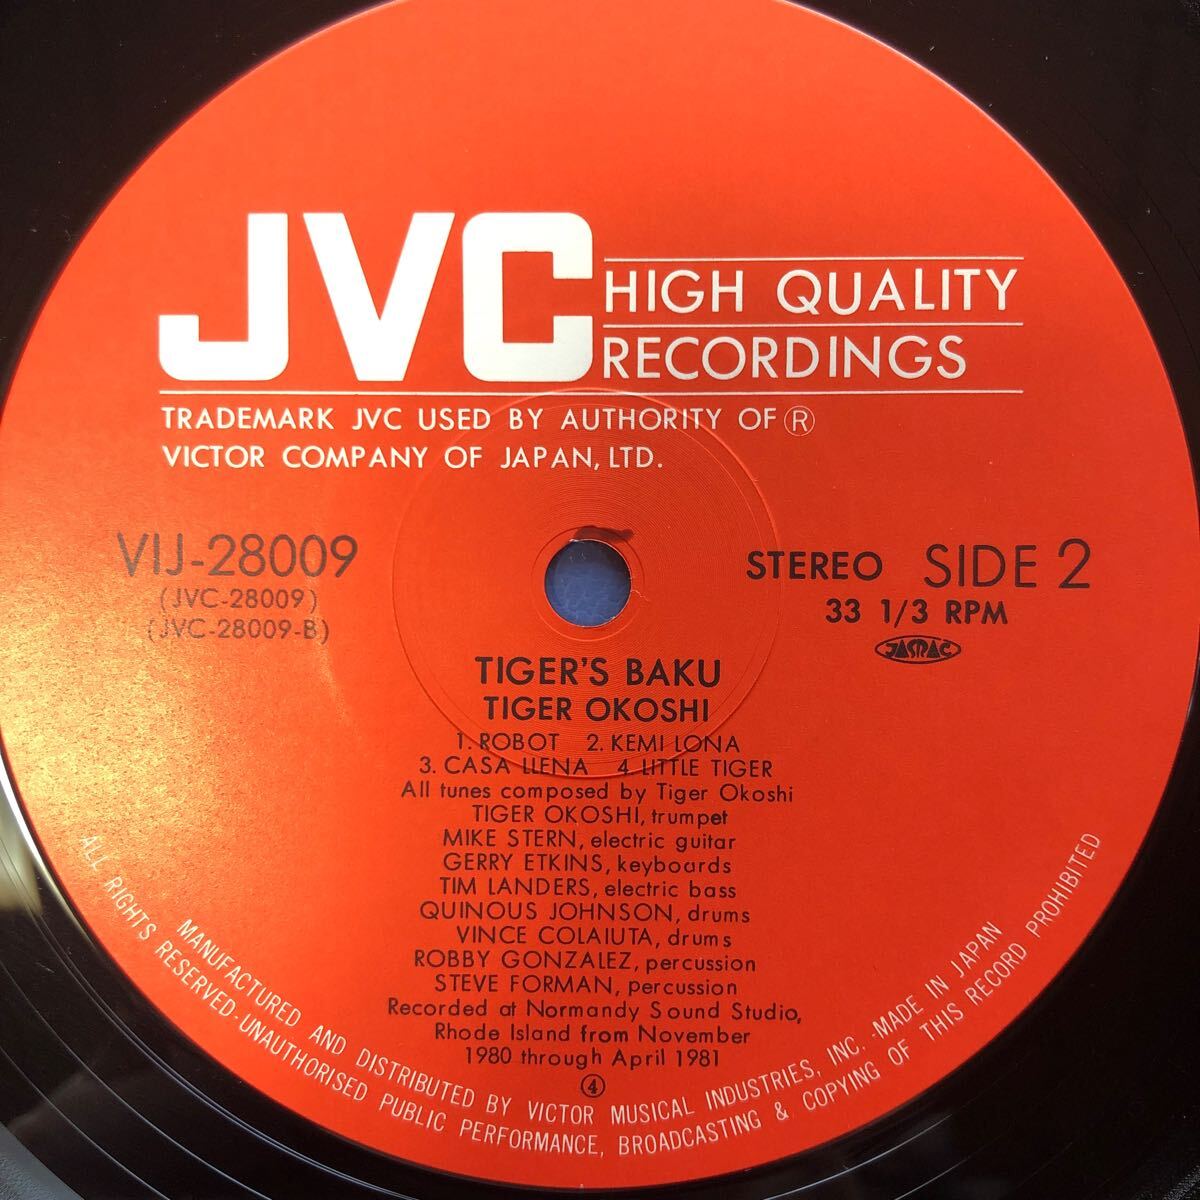 JVC
HIGH QUALITY
RECORDINGS
TRADEMARK JVC USED BY AUTHORITY OF Ⓡ
VICTOR COMPANY OF JAPAN, LTD.
VIJ-28009
(JVC-28009)
(JVC-28009-B)
STEREO SIDE 2
33 1/3 RPM
JASRAC
TIGER'S BAKU
TIGER OKOSHI
1. ROBOT 2. KEMI LONA
3. CASA LLENA 4. LITTLE TIGER
All tunes composed by Tiger Okoshi
TIGER OKOSHI, trumpet
MIKE STERN, electric guitar
GERRY ETKINS, keyboards
TIM LANDERS, electric bass
QUINOUS JOHNSON, drums
VINCE COLAIUTA, drums
ROBBY GONZALEZ, percussion
STEVE FORMAN, percussion
Recorded at Normandy Sound Studio,
Rhode Island from November
1980 through April 1981
④
MANUFACTURED AND DISTRIBUTED BY VICTOR MUSICAL INDUSTRIES, INC. · MADE IN JAPAN
ALL RIGHTS RESERVED · UNAUTHORISED PUBLIC PERFORMANCE, BROADCASTING & COPYING OF THIS RECORD PROHIBITED